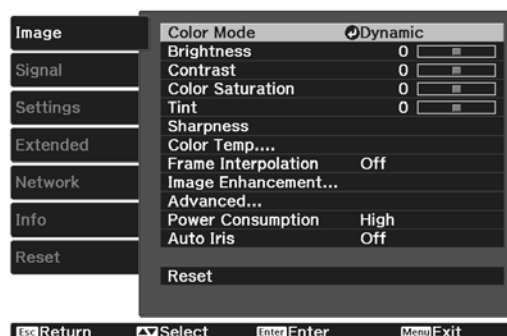 Image
Signal
Settings
Extended
Network
Info
Reset
Color Mode Dynamic
Brightness 0
Contrast 0
Color Saturation 0
Tint 0
Sharpness
Color Temp....
Frame Interpolation Off
Image Enhancement...
Advanced...
Power Consumption High
Auto Iris Off
Reset
Esc Return Select Enter Enter Menu Exit